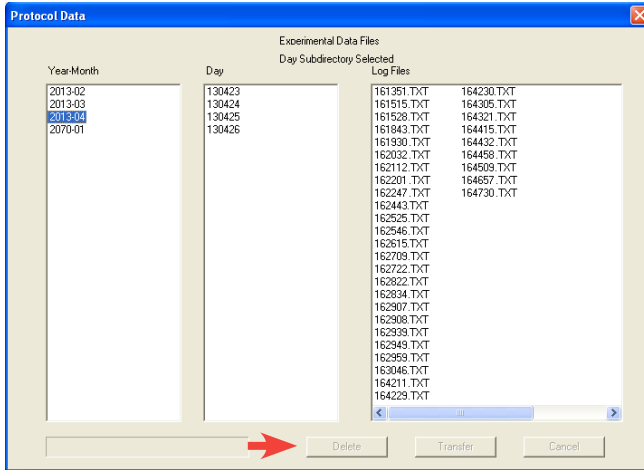 Protocol Data
Experimental Data Files
Day Subdirectory Selected
Year-Month
Day
Log Files
2013-02
2013-03
2013-04
2070-01
130423
130424
130425
130426
161351.TXT
161515.TXT
161528.TXT
161843.TXT
161930.TXT
162032.TXT
162112.TXT
162201.TXT
162247.TXT
162443.TXT
162525.TXT
162546.TXT
162615.TXT
162709.TXT
162722.TXT
162822.TXT
162834.TXT
162907.TXT
162908.TXT
162939.TXT
162949.TXT
162959.TXT
163046.TXT
164211.TXT
164229.TXT
164230.TXT
164305.TXT
164321.TXT
164415.TXT
164432.TXT
164458.TXT
164509.TXT
164657.TXT
164730.TXT
Delete
Transfer
Cancel